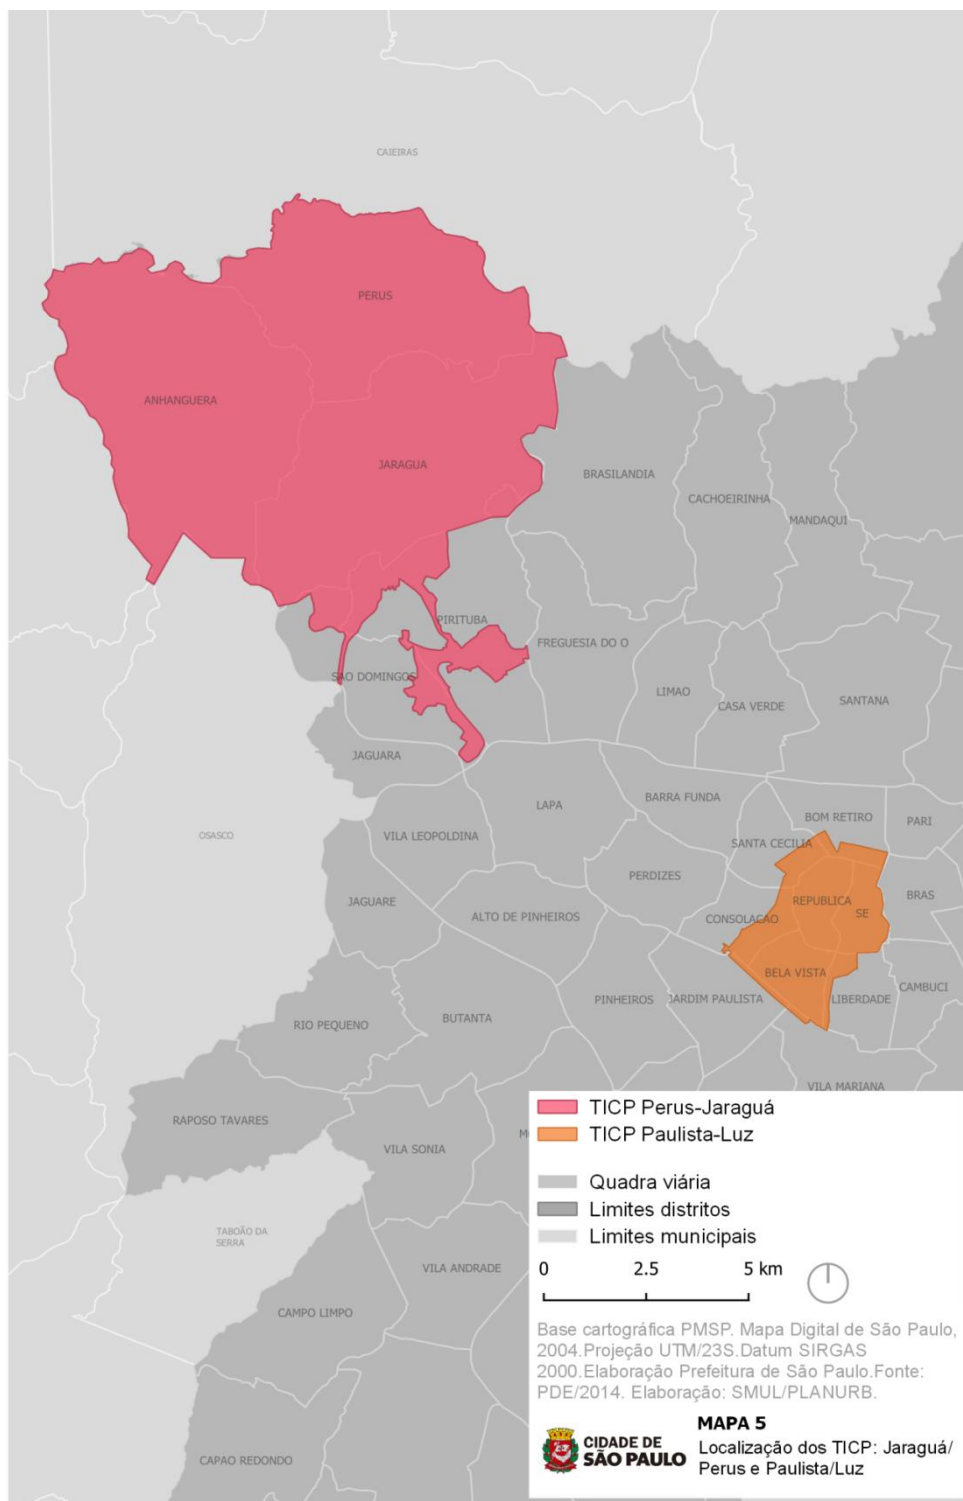 CAIEIRAS
PERUS
ANHANGUERA
JARAGUA
BRASILANDIA
CACHOEIRINHA
MANDAQUI
PIRITUBA
FREGUESIA DO O
SAO DOMINGOS
LIMAO
CASA VERDE
SANTANA
JAGUARA
LAPA
BARRA FUNDA
BOM RETIRO
PARI
OSASCO
VILA LEOPOLDINA
SANTA CECILIA
PERDIZES
JAGUARE
ALTO DE PINHEIROS
CONSOLAÇAO
REPUBLICA
SE
BRAS
BELA VISTA
CAMBUCI
PINHEIROS
JARDIM PAULISTA
LIBERDADE
RIO PEQUENO
BUTANTA
VILA MARIANA
RAPOSO TAVARES
VILA SONIA
TABOÃO DA
SERRA
VILA ANDRADE
CAMPO LIMPO
CAPAO REDONDO
TICP Perus-Jaraguá
TICP Paulista-Luz
Quadra viária
Limites distritos
Limites municipais
0 2.5 5 km
Base cartográfica PMSP. Mapa Digital de São Paulo,
2004.Projeção UTM/23S.Datum SIRGAS
2000.Elaboração Prefeitura de São Paulo.Fonte:
PDE/2014. Elaboração: SMUL/PLANURB.
CIDADE DE
SÃO PAULO
MAPA 5
Localização dos TICP: Jaraguá/
Perus e Paulista/Luz